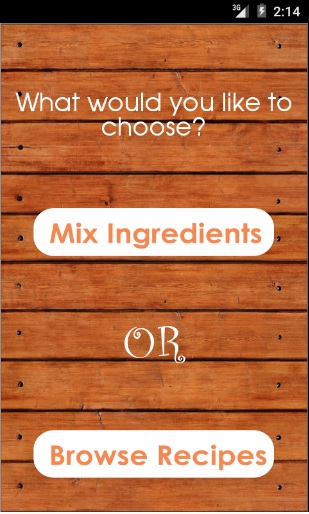 3G 2:14
What would you like to
choose?
Mix Ingredients
OR
Browse Recipes